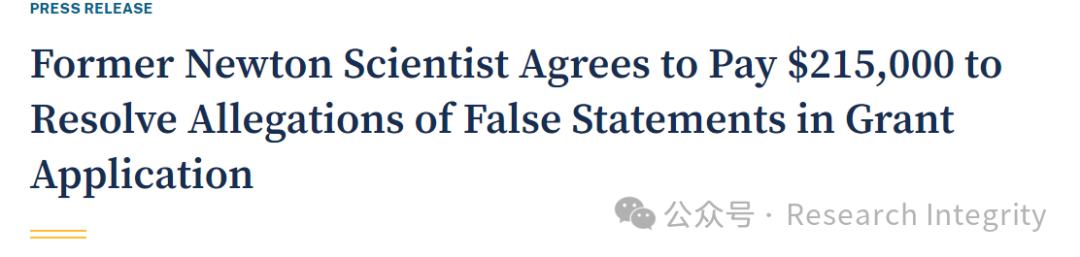 PRESS RELEASE
Former Newton Scientist Agrees to Pay $215,000 to
Resolve Allegations of False Statements in Grant
Application
公众号 · Research Integrity